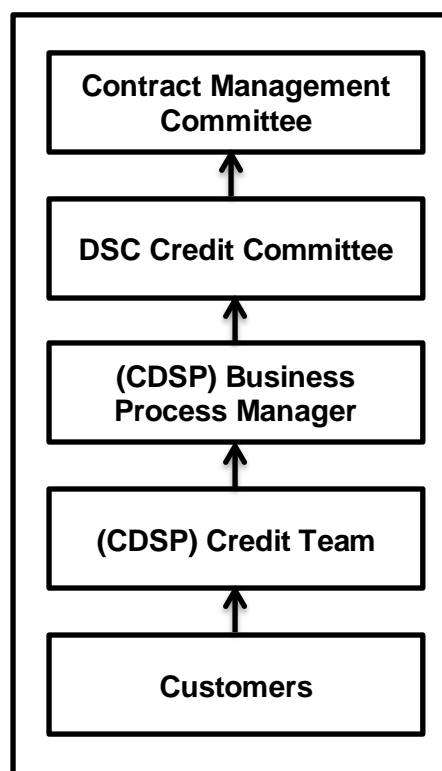 Contract Management
Committee
DSC Credit Committee
(CDSP) Business
Process Manager
(CDSP) Credit Team
Customers